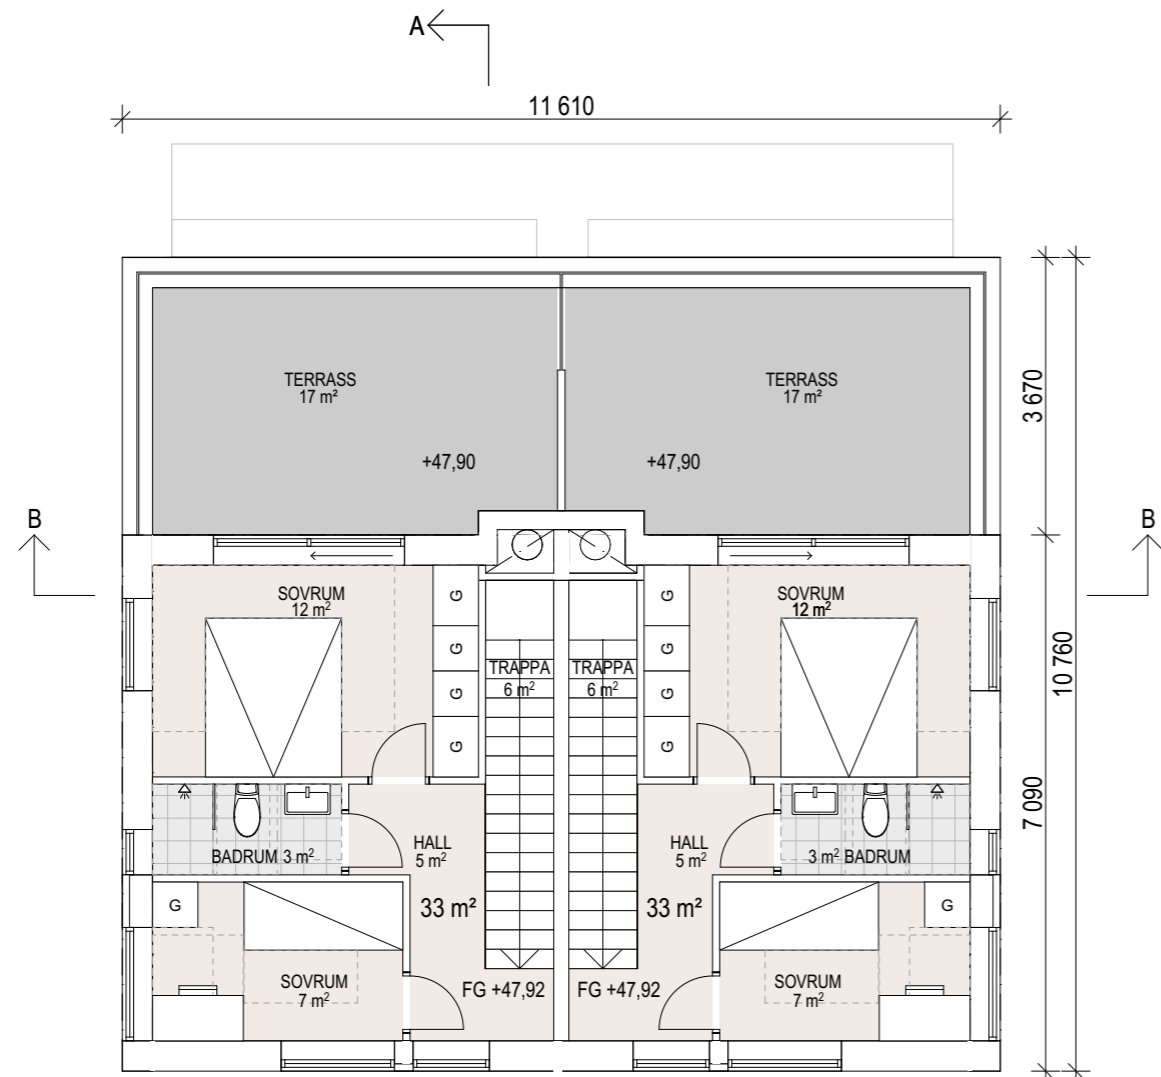 A
11 610
TERRASS
17 m²
TERRASS
17 m²
3 670
+47,90
+47,90
B
B
SOVRUM
12 m²
G
G
SOVRUM
12 m²
G
G
TRAPPA
6 m²
TRAPPA
6 m²
10 760
G
G
G
G
7 090
HALL
5 m²
HALL
5 m²
BADRUM 3 m²
3 m² BADRUM
G
33 m²
33 m²
G
SOVRUM
7 m²
FG +47,92
FG +47,92
SOVRUM
7 m²